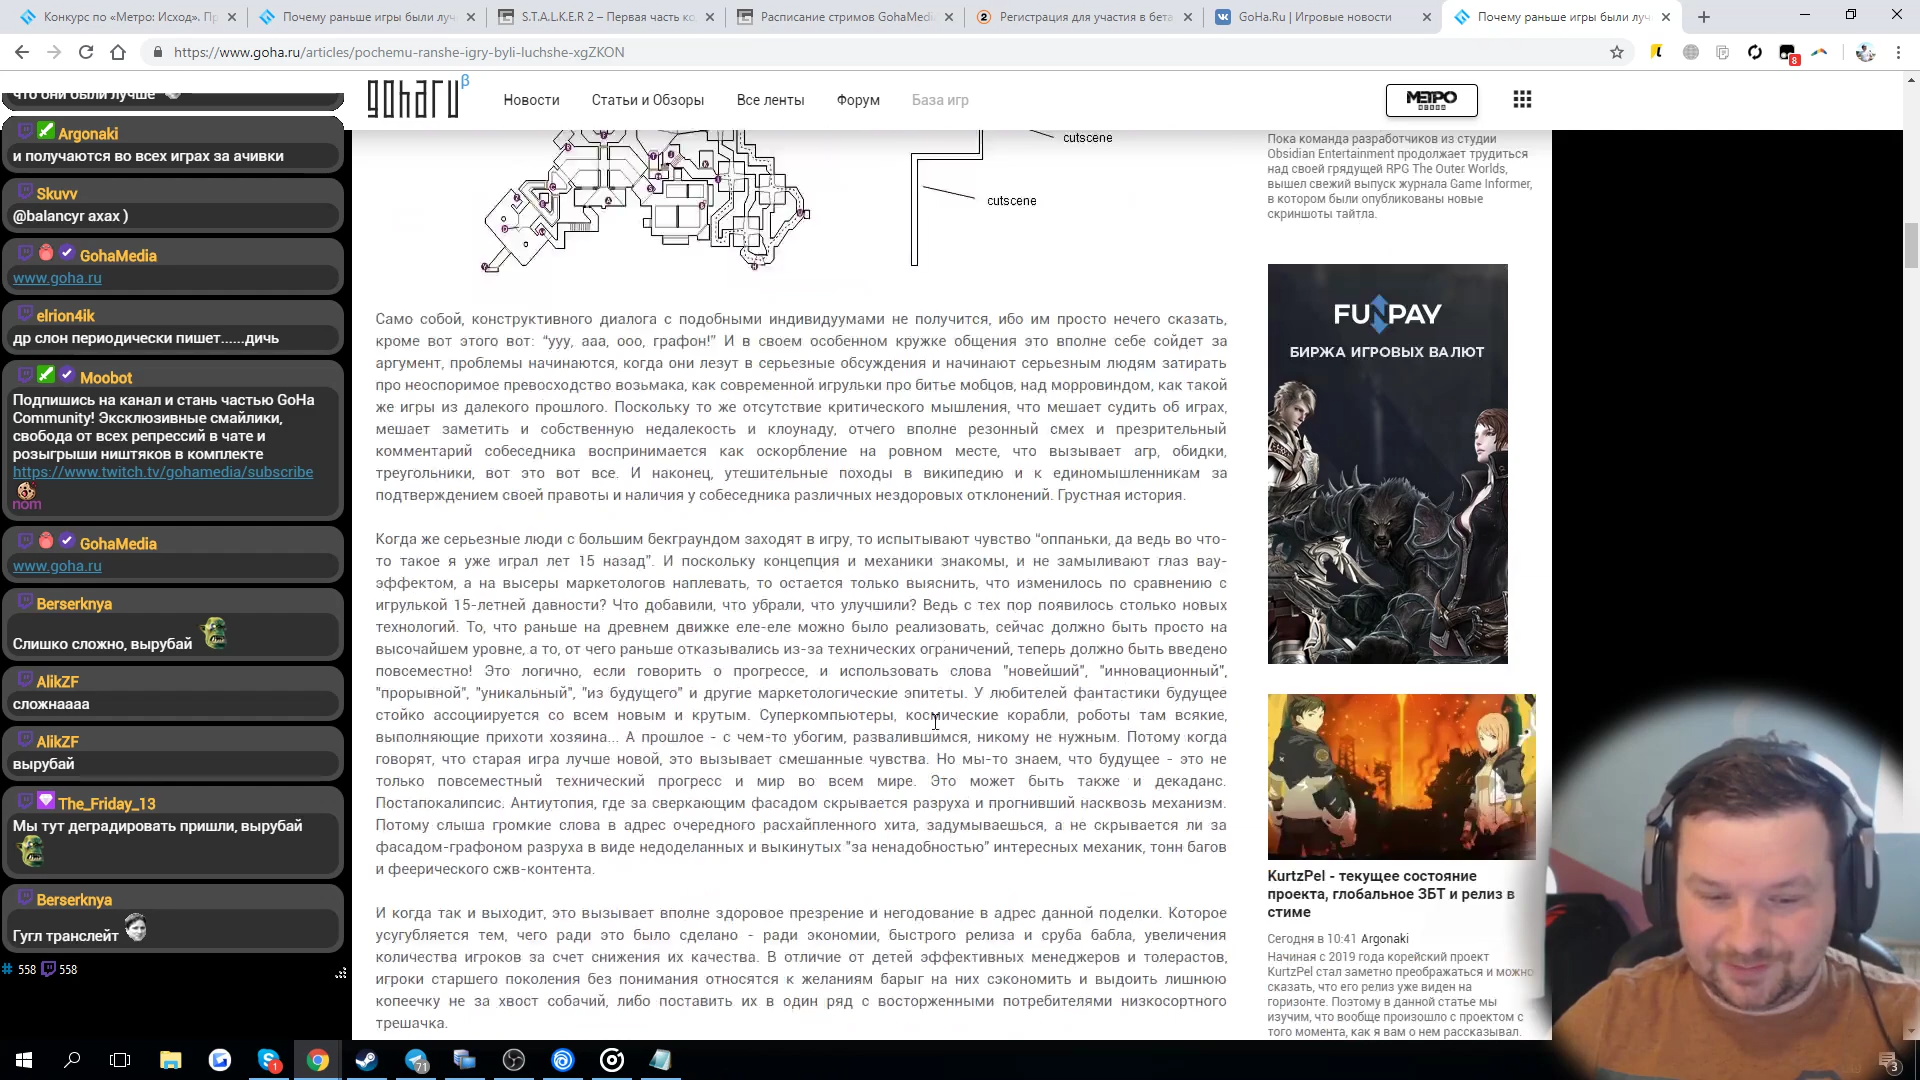 Конкурс по «Метро: Исход». Пр
Почему раньше игры были луч
S.T.A.L.K.E.R 2 – Первая часть ко
Расписание стримов GohaMedia
Регистрация для участия в бета
GoHa.Ru | Игровые новости
Почему раньше игры были луч
https://www.goha.ru/articles/pochemu-ranshe-igry-byli-luchshe-xgZKON
8
goharu β
Новости
Статьи и Обзоры
Все ленты
Форум
База игр
МЕТРО
что они были лучше
Argonaki
и получаются во всех играх за ачивки
Skuvv
@balancyr ахах )
GohaMedia
www.goha.ru
elrion4ik
др слон периодически пишет......дичь
Moobot
Подпишись на канал и стань частью GoHa
Community! Эксклюзивные смайлики,
свобода от всех репрессий в чате и
розыгрыши ништяков в комплекте
https://www.twitch.tv/gohamedia/subscribe
nom
GohaMedia
www.goha.ru
Berserknya
Слишко сложно, вырубай
AlikZF
сложнаааа
AlikZF
вырубай
The_Friday_13
Мы тут деградировать пришли, вырубай
Berserknya
Гугл транслейт
# 558 558
cutscene
cutscene
Само собой, конструктивного диалога с подобными индивидуумами не получится, ибо им просто нечего сказать,
кроме вот этого вот: “ууу, ааа, ооо, графон!” И в своем особенном кружке общения это вполне себе сойдет за
аргумент, проблемы начинаются, когда они лезут в серьезные обсуждения и начинают серьезным людям затирать
про неоспоримое превосходство возьмака, как современной игрульки про битье мобцов, над морровиндом, как такой
же игры из далекого прошлого. Поскольку то же отсутствие критического мышления, что мешает судить об играх,
мешает заметить и собственную недалекость и клоунаду, отчего вполне резонный смех и презрительный
комментарий собеседника воспринимается как оскорбление на ровном месте, что вызывает агр, обидки,
треугольники, вот это вот все. И наконец, утешительные походы в википедию и к единомышленникам за
подтверждением своей правоты и наличия у собеседника различных нездоровых отклонений. Грустная история.
Когда же серьезные люди с большим бекграундом заходят в игру, то испытывают чувство “оппаньки, да ведь во что-
то такое я уже играл лет 15 назад”. И поскольку концепция и механики знакомы, и не замыливают глаз вау-
эффектом, а на высеры маркетологов наплевать, то остается только выяснить, что изменилось по сравнению с
игрулькой 15-летней давности? Что добавили, что убрали, что улучшили? Ведь с тех пор появилось столько новых
технологий. То, что раньше на древнем движке еле-еле можно было реализовать, сейчас должно быть просто на
высочайшем уровне, а то, от чего раньше отказывались из-за технических ограничений, теперь должно быть введено
повсеместно! Это логично, если говорить о прогрессе, и использовать слова "новейший", "инновационный",
"прорывной", "уникальный", "из будущего" и другие маркетологические эпитеты. У любителей фантастики будущее
стойко ассоциируется со всем новым и крутым. Суперкомпьютеры, космические корабли, роботы там всякие,
выполняющие прихоти хозяина... А прошлое - с чем-то убогим, развалившимся, никому не нужным. Потому когда
говорят, что старая игра лучше новой, это вызывает смешанные чувства. Но мы-то знаем, что будущее - это не
только повсеместный технический прогресс и мир во всем мире. Это может быть также и декаданс.
Постапокалипсис. Антиутопия, где за сверкающим фасадом скрывается разруха и прогнивший насквозь механизм.
Потому слыша громкие слова в адрес очередного расхайпленного хита, задумываешься, а не скрывается ли за
фасадом-графоном разруха в виде недоделанных и выкинутых "за ненадобностью" интересных механик, тонн багов
и феерического сжв-контента.
И когда так и выходит, это вызывает вполне здоровое презрение и негодование в адрес данной поделки. Которое
усугубляется тем, чего ради это было сделано - ради экономии, быстрого релиза и сруба бабла, увеличения
количества игроков за счет снижения их качества. В отличие от детей эффективных менеджеров и толерастов,
игроки старшего поколения без понимания относятся к желаниям барыг на них сэкономить и выдоить лишнюю
копеечку не за хвост собачий, либо поставить их в один ряд с восторженными потребителями низкосортного
трешачка.
Пока команда разработчиков из студии
Obsidian Entertainment продолжает трудиться
над своей грядущей RPG The Outer Worlds,
вышел свежий выпуск журнала Game Informer,
в котором были опубликованы новые
скриншоты тайтла.
FUNPAY
БИРЖА ИГРОВЫХ ВАЛЮТ
KurtzPel - текущее состояние
проекта, глобальное ЗБТ и релиз в
стиме
Сегодня в 10:41 Argonaki
Начиная с 2019 года корейский проект
KurtzPel стал заметно преображаться и можно
сказать, что его релиз уже виден на
горизонте. Поэтому в данной статье мы
изучим, что вообще произошло с проектом с
того момента, как я вам о нем рассказывал.
1
71
3